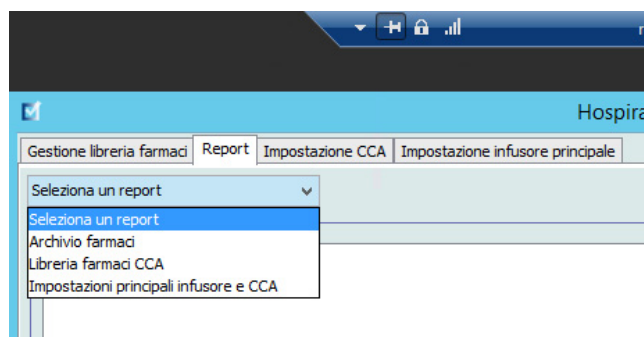 Hospira
Gestione libreria farmaci Report Impostazione CCA Impostazione infusore principale
Seleziona un report
Seleziona un report
Archivio farmaci
Libreria farmaci CCA
Impostazioni principali infusore e CCA